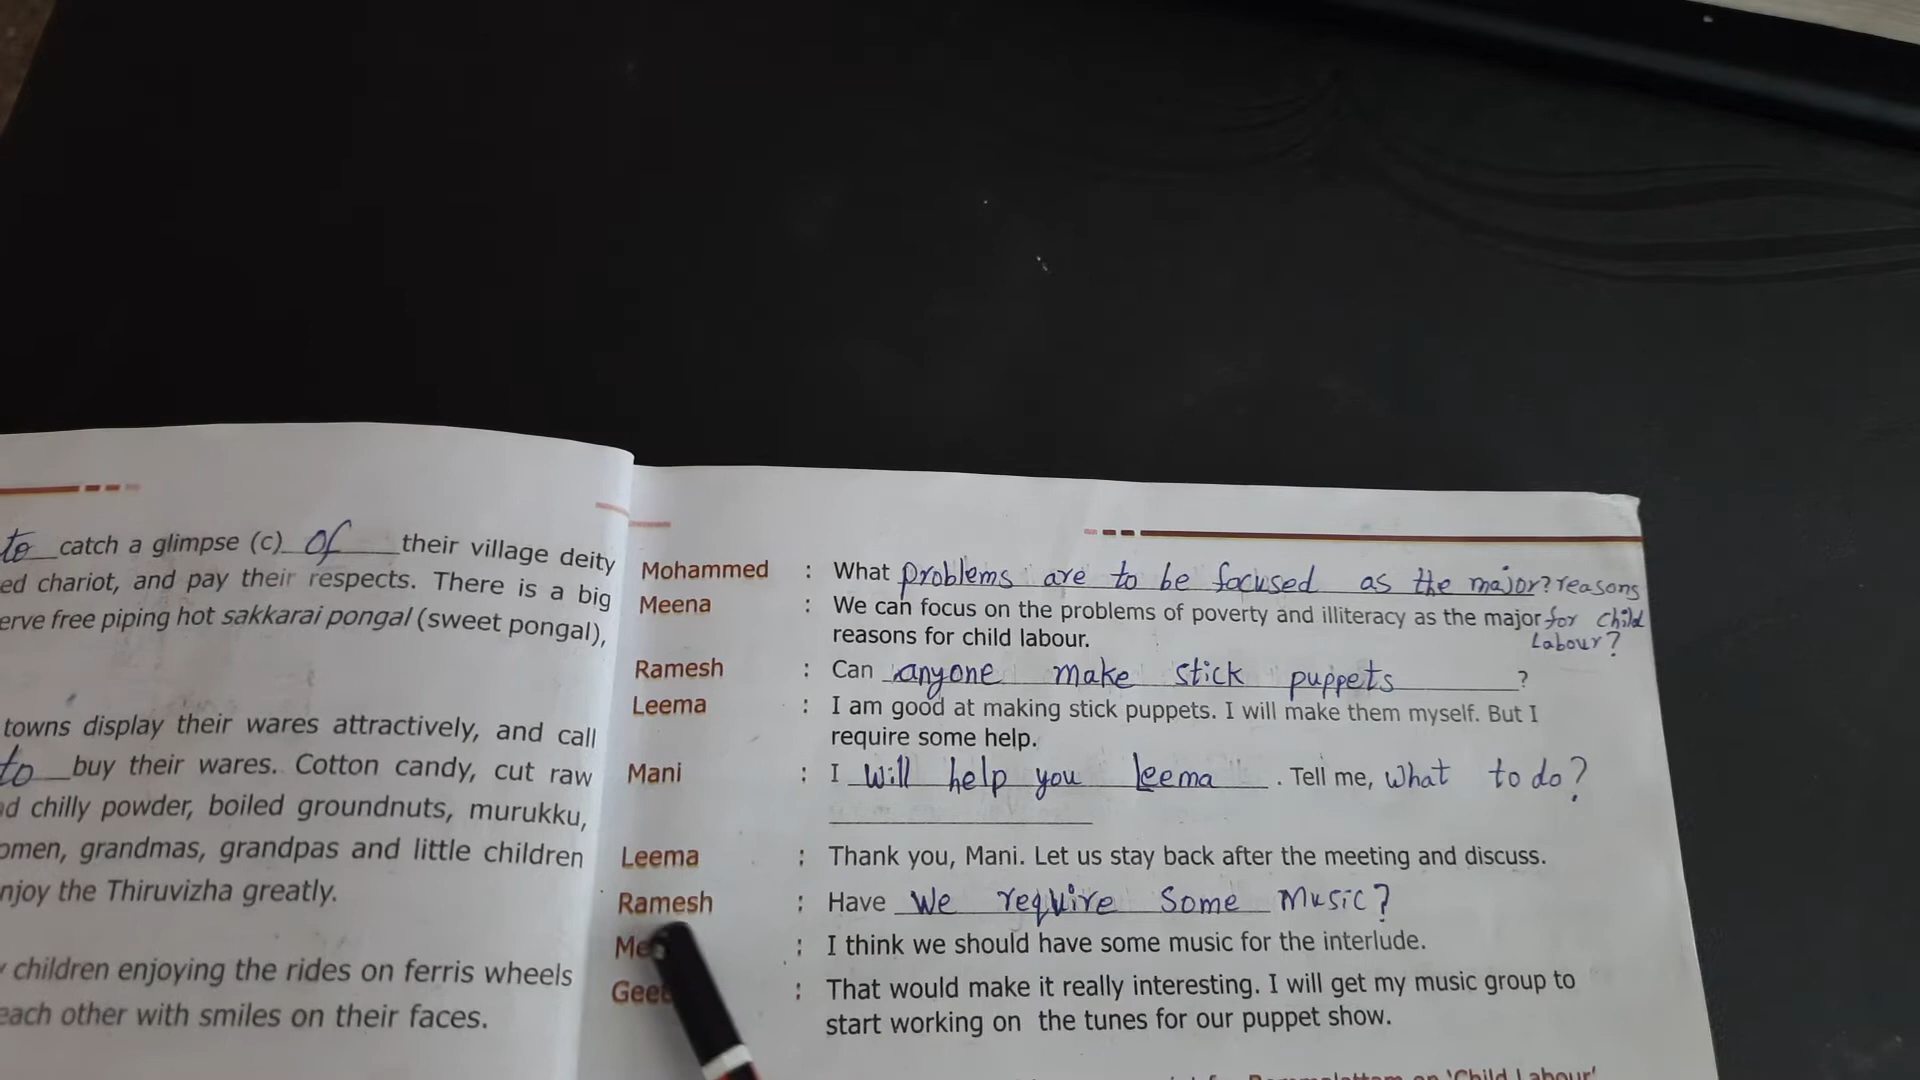 to catch a glimpse (c) of their village deity
ed chariot, and pay their respects. There is a big
erve free piping hot sakkarai pongal (sweet pongal),
towns display their wares attractively, and call
to buy their wares. Cotton candy, cut raw
d chilly powder, boiled groundnuts, murukku,
omen, grandmas, grandpas and little children
njoy the Thiruvizha greatly.
y children enjoying the rides on ferris wheels
each other with smiles on their faces.
Mohammed : What problems are to be focused as the major? reasons
Meena : We can focus on the problems of poverty and illiteracy as the major for child
reasons for child labour. Labour?
Ramesh : Can anyone make stick puppets ?
Leema : I am good at making stick puppets. I will make them myself. But I
require some help.
Mani : I will help you leema . Tell me, what to do?
Leema : Thank you, Mani. Let us stay back after the meeting and discuss.
Ramesh : Have we require some music?
Me : I think we should have some music for the interlude.
Geet : That would make it really interesting. I will get my music group to
start working on the tunes for our puppet show.
on 'Child Labour'